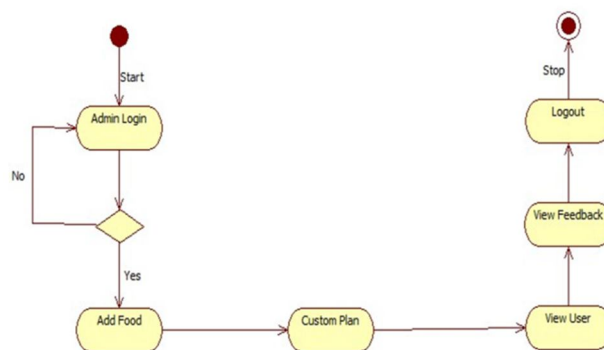 Start
Admin Login
No
Yes
Add Food
Custom Plan
View User
View Feedback
Logout
Stop